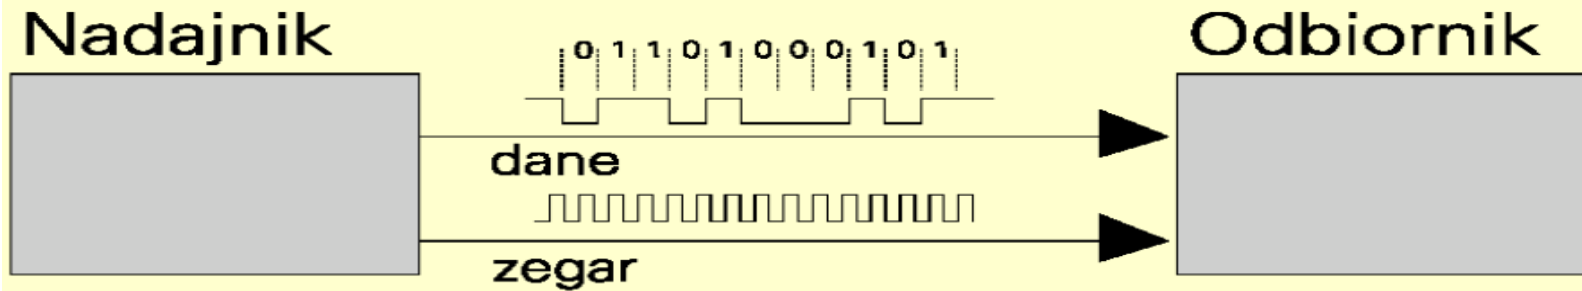 Nadajnik
Odbiornik
0 1 1 0 1 0 0 0 1 0 1
dane
zegar